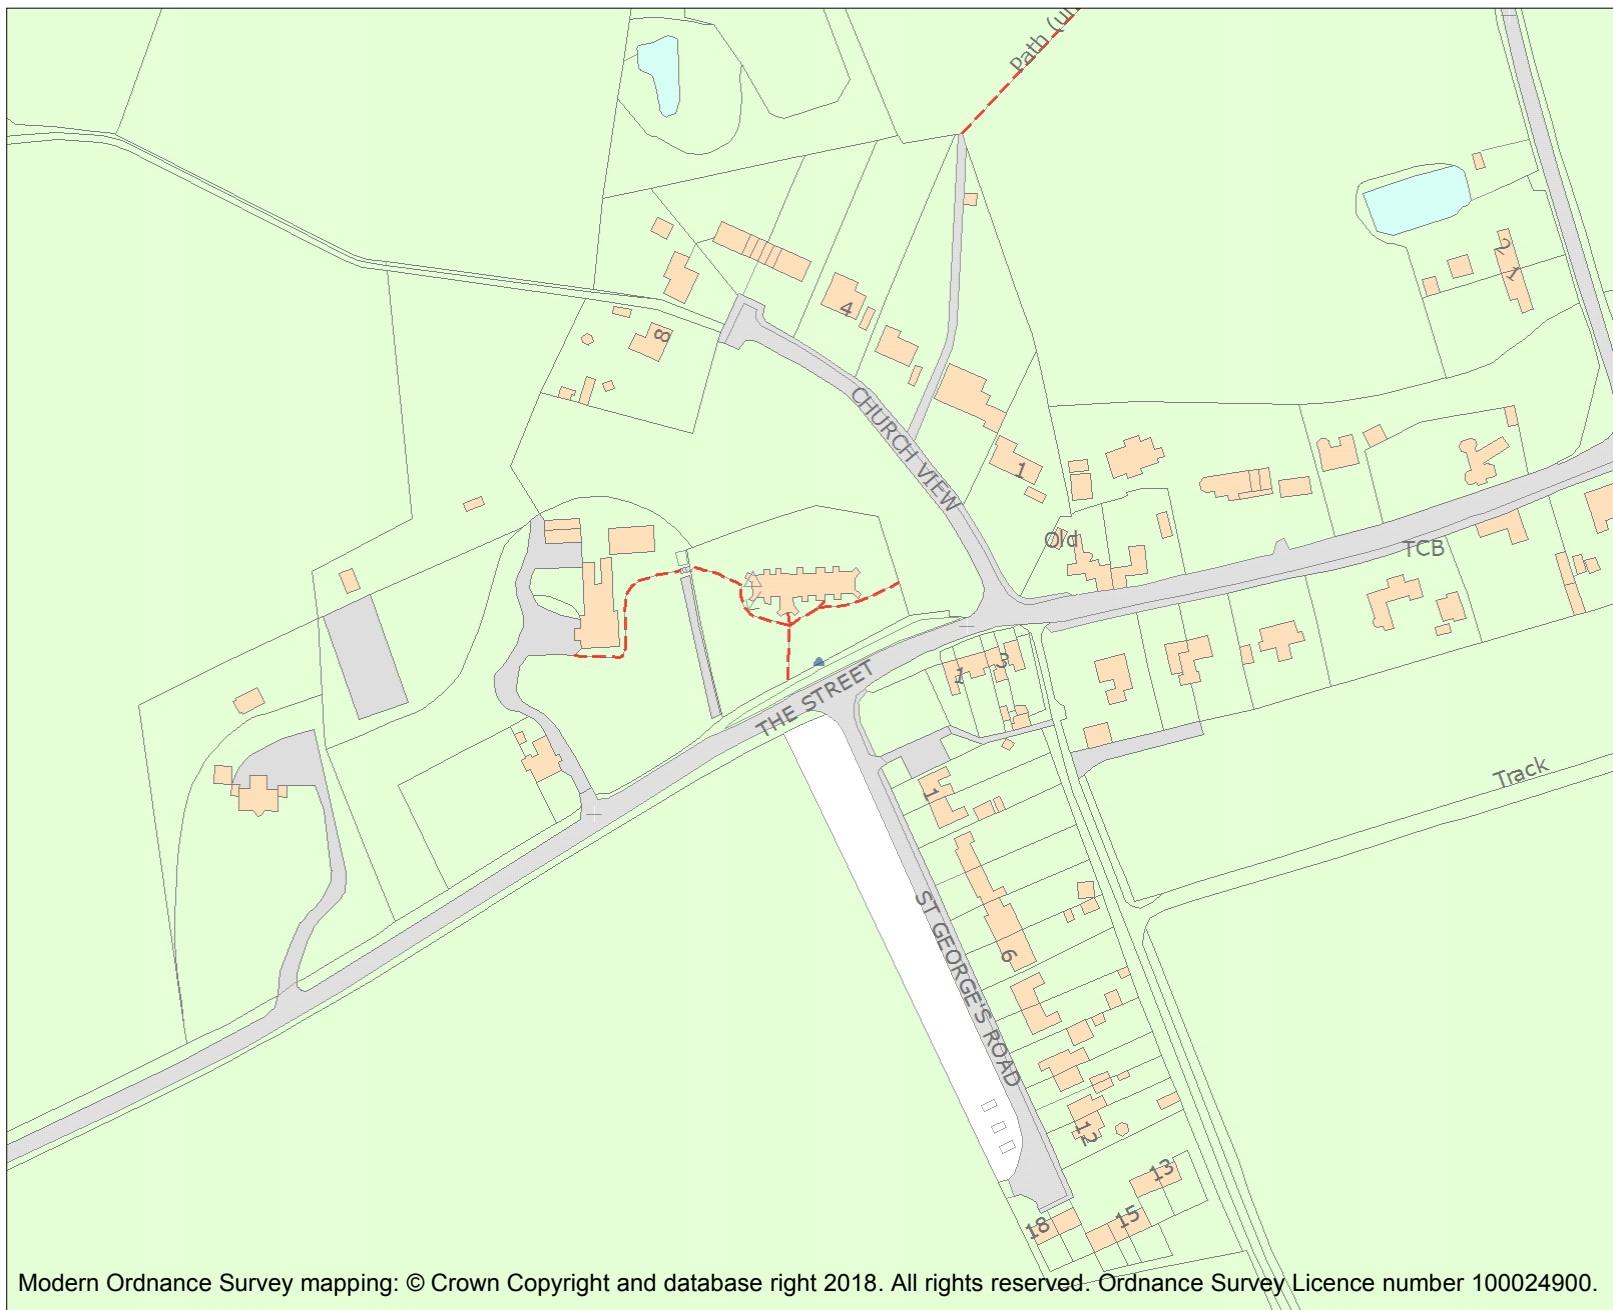 Path (un
2
1
4
8
CHURCH VIEW
1
Old
TCB
THE STREET
1
3
Track
1
ST GEORGE'S ROAD
6
12
13
15
18
Modern Ordnance Survey mapping: © Crown Copyright and database right 2018. All rights reserved. Ordnance Survey Licence number 100024900.